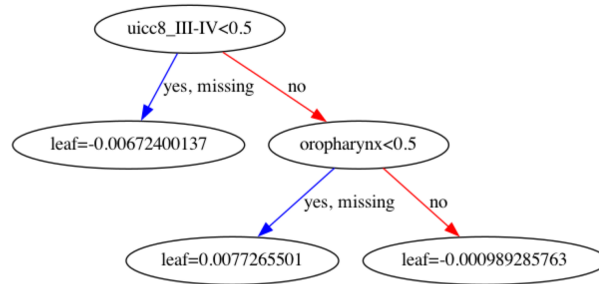 uicc8_III-IV<0.5
yes, missing
no
leaf=-0.00672400137
oropharynx<0.5
yes, missing
no
leaf=0.0077265501
leaf=-0.000989285763